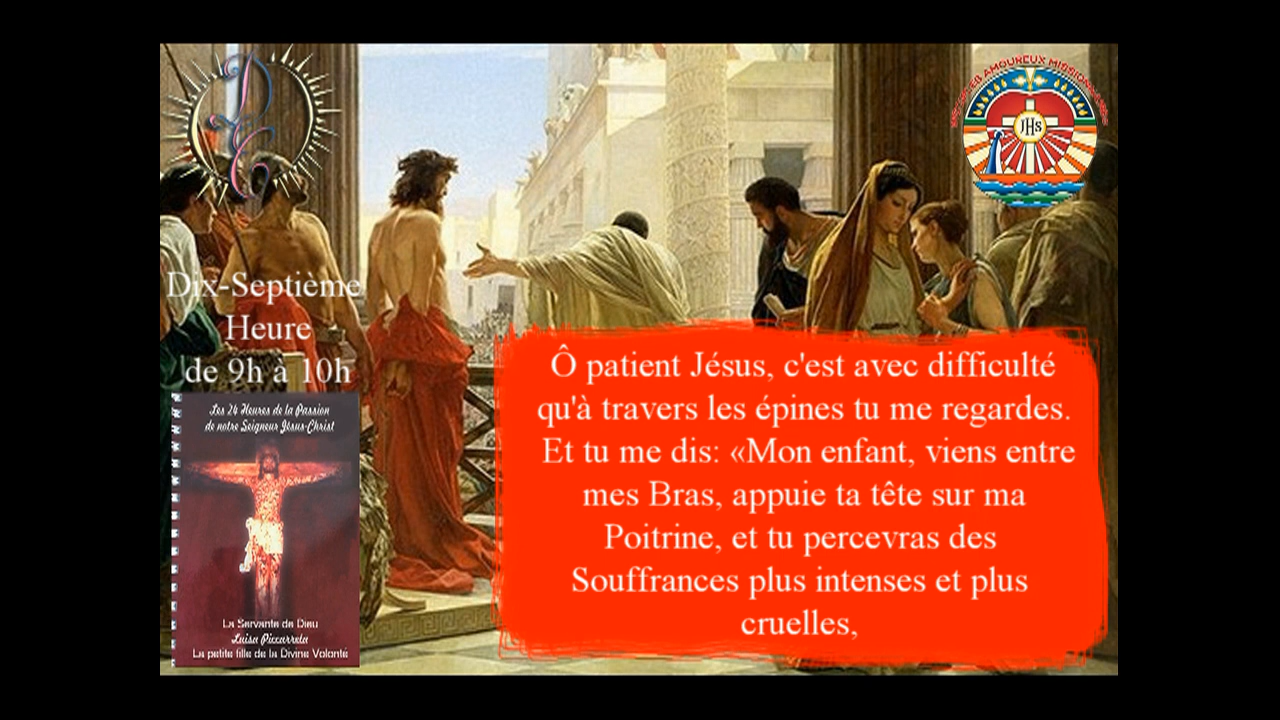 JHS
Dix-Septième
Heure
de 9h à 10h
Ô patient Jésus, c'est avec difficulté
qu'à travers les épines tu me regardes.
Et tu me dis: «Mon enfant, viens entre
mes Bras, appuie ta tête sur ma
Poitrine, et tu percevras des
Souffrances plus intenses et plus
cruelles,
Les 24 Heures de la Passion
de notre Seigneur Jésus-Christ
La Servante de Dieu
Luisa Piccarreta
La petite fille de la Divine Volonté